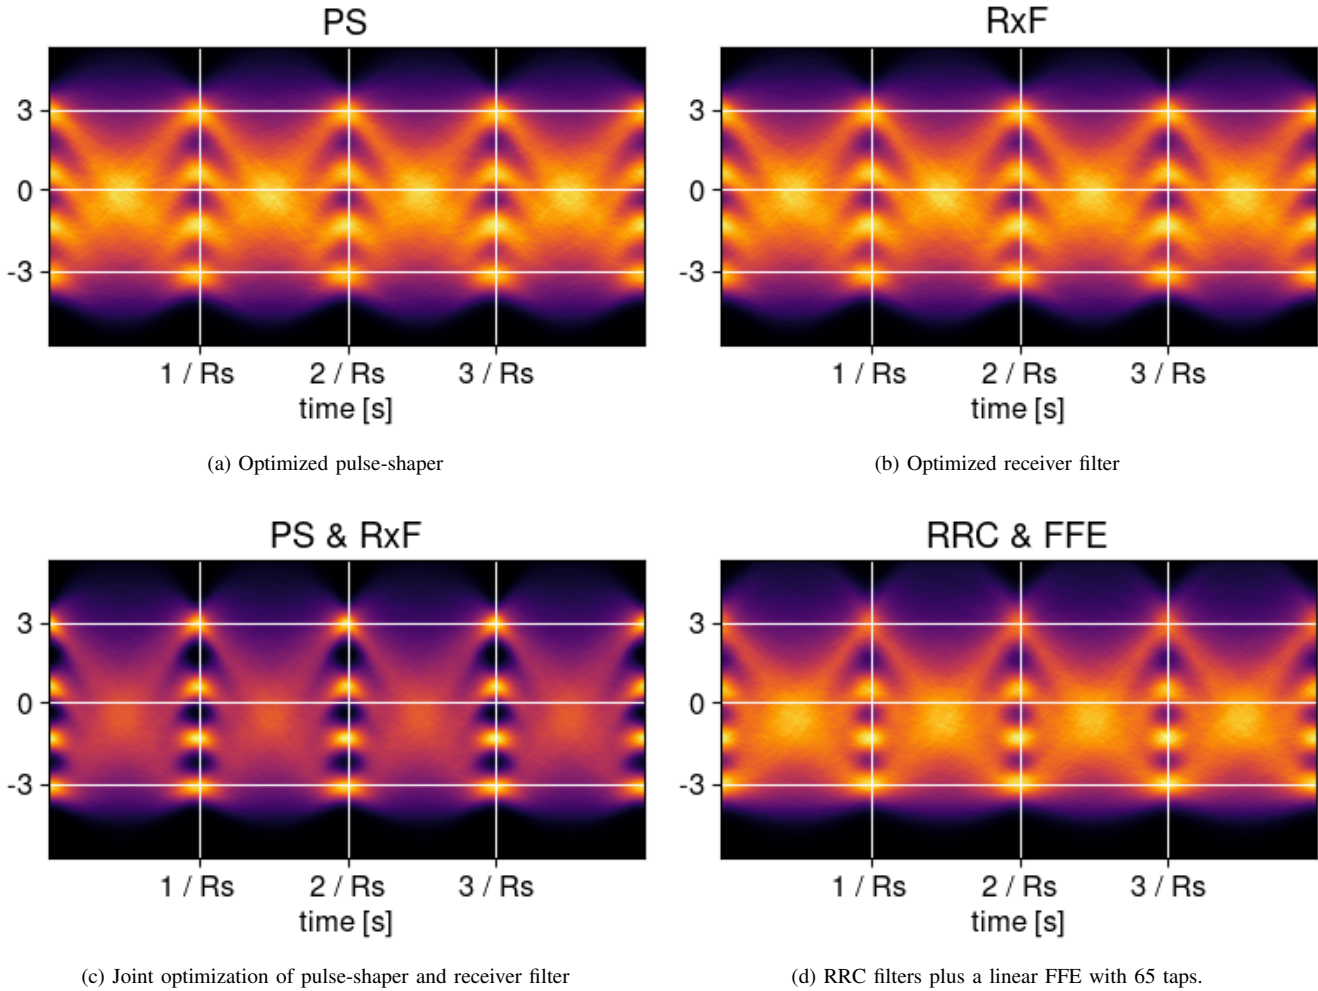 PS
3
0
-3
1 / Rs 2 / Rs 3 / Rs
time [s]
(a) Optimized pulse-shaper
RxF
3
0
-3
1 / Rs 2 / Rs 3 / Rs
time [s]
(b) Optimized receiver filter
PS & RxF
3
0
-3
1 / Rs 2 / Rs 3 / Rs
time [s]
(c) Joint optimization of pulse-shaper and receiver filter
RRC & FFE
3
0
-3
1 / Rs 2 / Rs 3 / Rs
time [s]
(d) RRC filters plus a linear FFE with 65 taps.